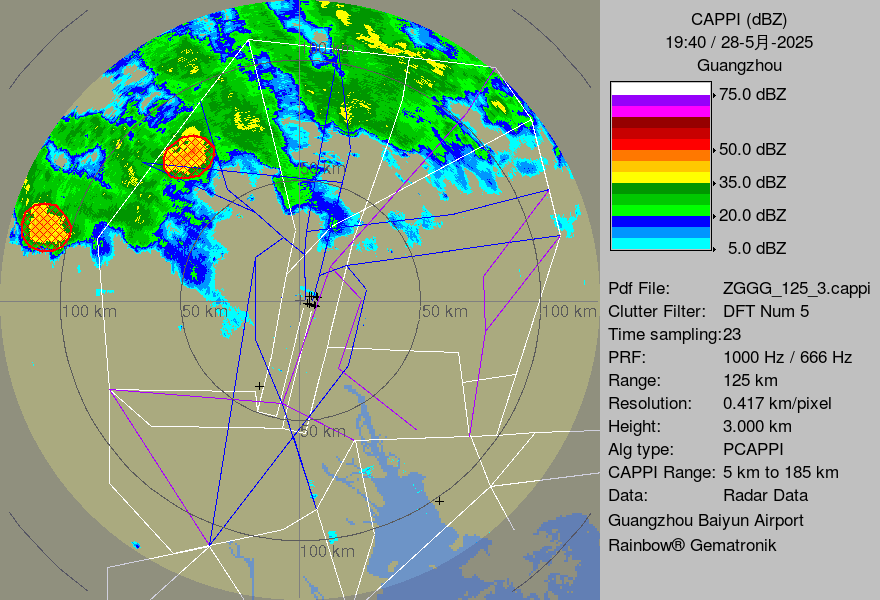 CAPPI (dBZ)
19:40 / 28-5月-2025
Guangzhou
75.0 dBZ
50.0 dBZ
35.0 dBZ
20.0 dBZ
5.0 dBZ
Pdf File: ZGGG_125_3.cappi
Clutter Filter: DFT Num 5
Time sampling:23
PRF: 1000 Hz / 666 Hz
Range: 125 km
Resolution: 0.417 km/pixel
Height: 3.000 km
Alg type: PCAPPI
CAPPI Range: 5 km to 185 km
Data: Radar Data
Guangzhou Baiyun Airport
Rainbow® Gematronik
50 km
100 km
50 km
50 km
100 km
50 km
100 km